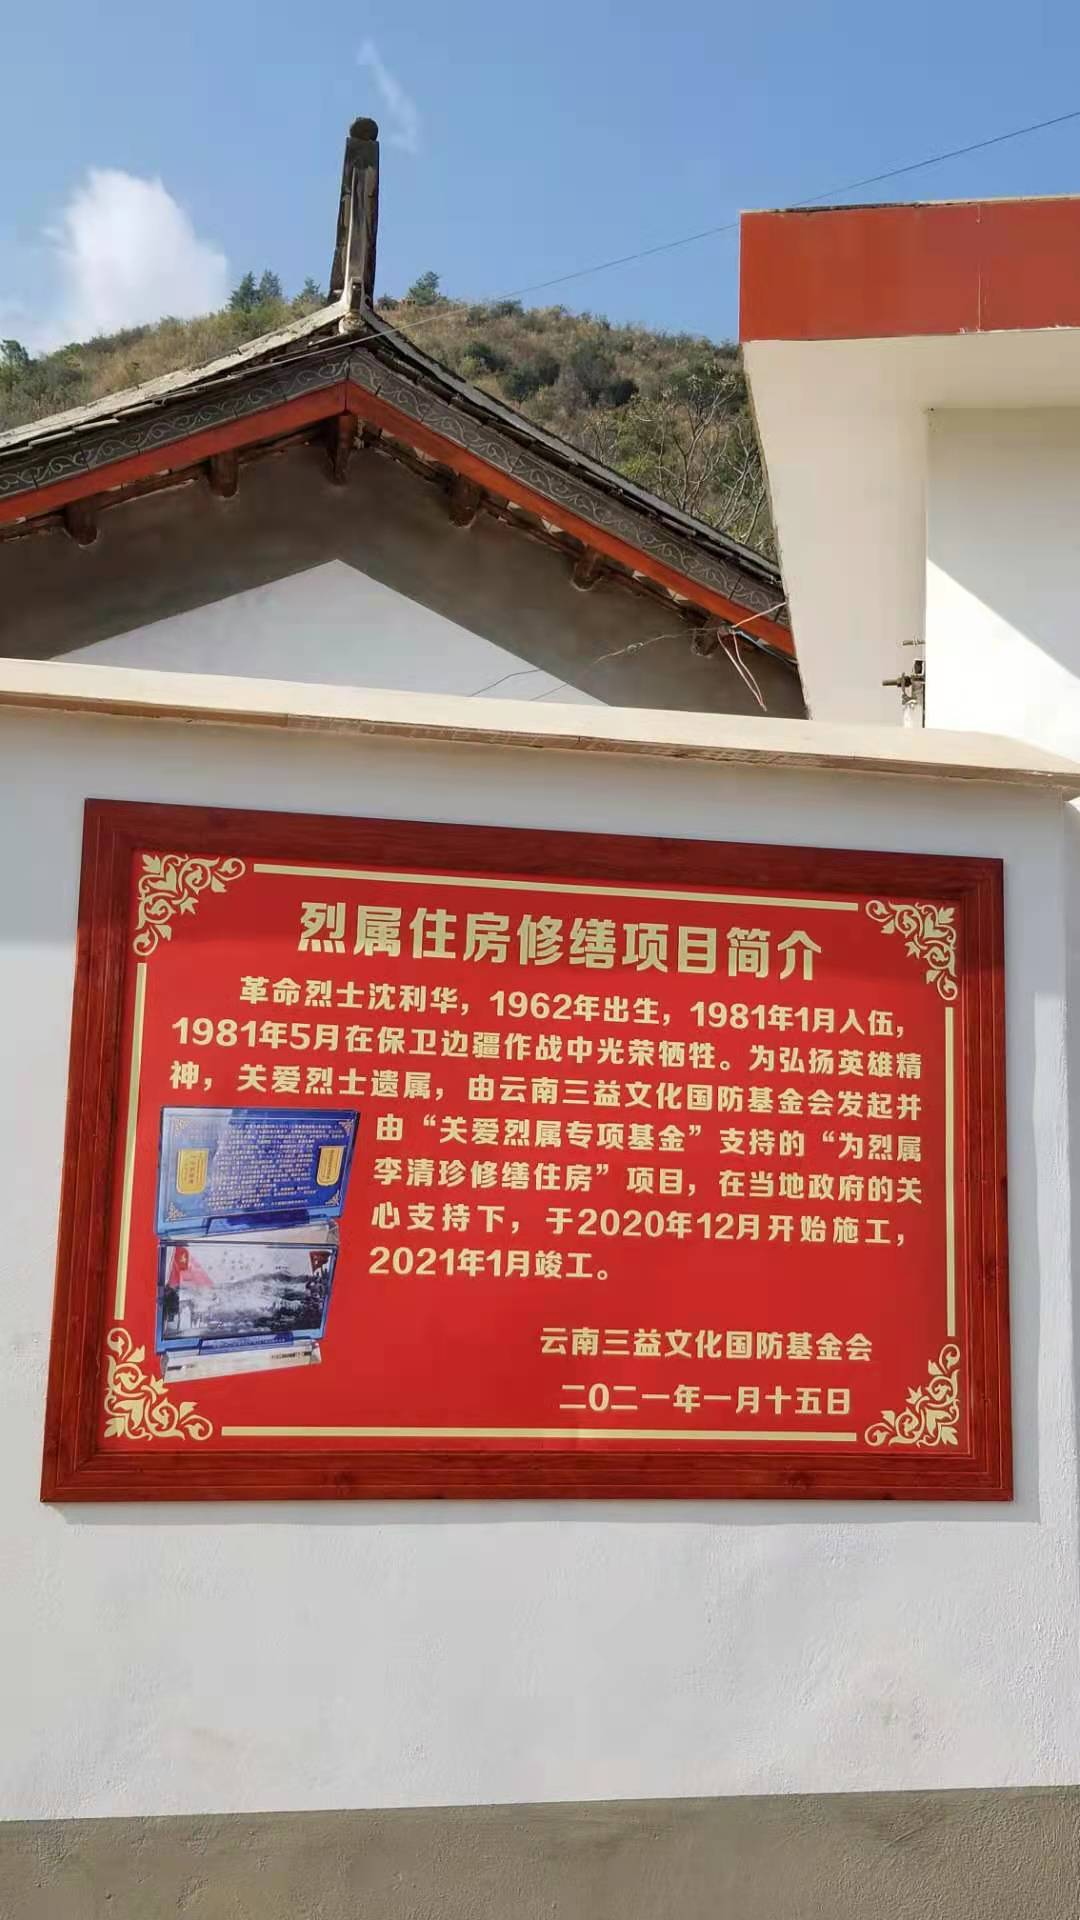 烈属住房修缮项目简介
革命烈士沈利华，1962年出生，1981年1月入伍，
1981年5月在保卫边疆作战中光荣牺牲。为弘扬英雄精
神，关爱烈士遗属，由云南三益文化国防基金会发起并
由“关爱烈属专项基金”支持的“为烈属
李清珍修缮住房”项目，在当地政府的关
心支持下，于2020年12月开始施工，
2021年1月竣工。
云南三益文化国防基金会
二〇二一年一月十五日